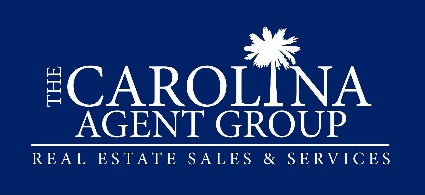 THE CAROLINA
AGENT GROUP
REAL ESTATE SALES & SERVICES